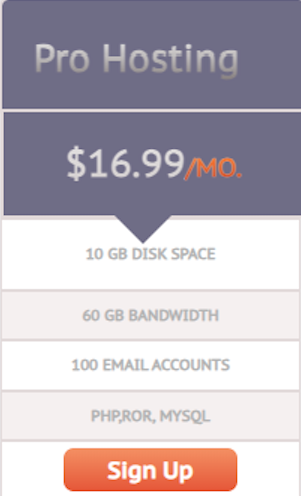 Pro Hosting
$16.99/MO.
10 GB DISK SPACE
60 GB BANDWIDTH
100 EMAIL ACCOUNTS
PHP,ROR, MYSQL
Sign Up